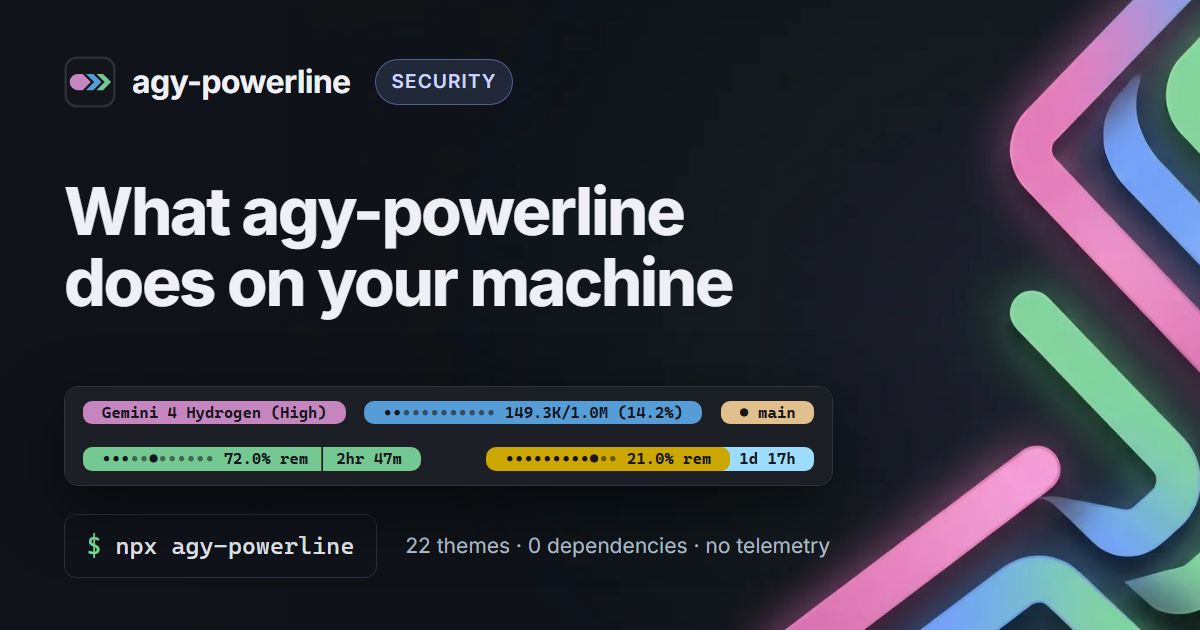 agy-powerline SECURITY
What agy-powerline
does on your machine
Gemini 4 Hydrogen (High) 149.3K/1.0M (14.2%) main
72.0% rem 2hr 47m 21.0% rem 1d 17h
$ npx agy-powerline 22 themes · 0 dependencies · no telemetry